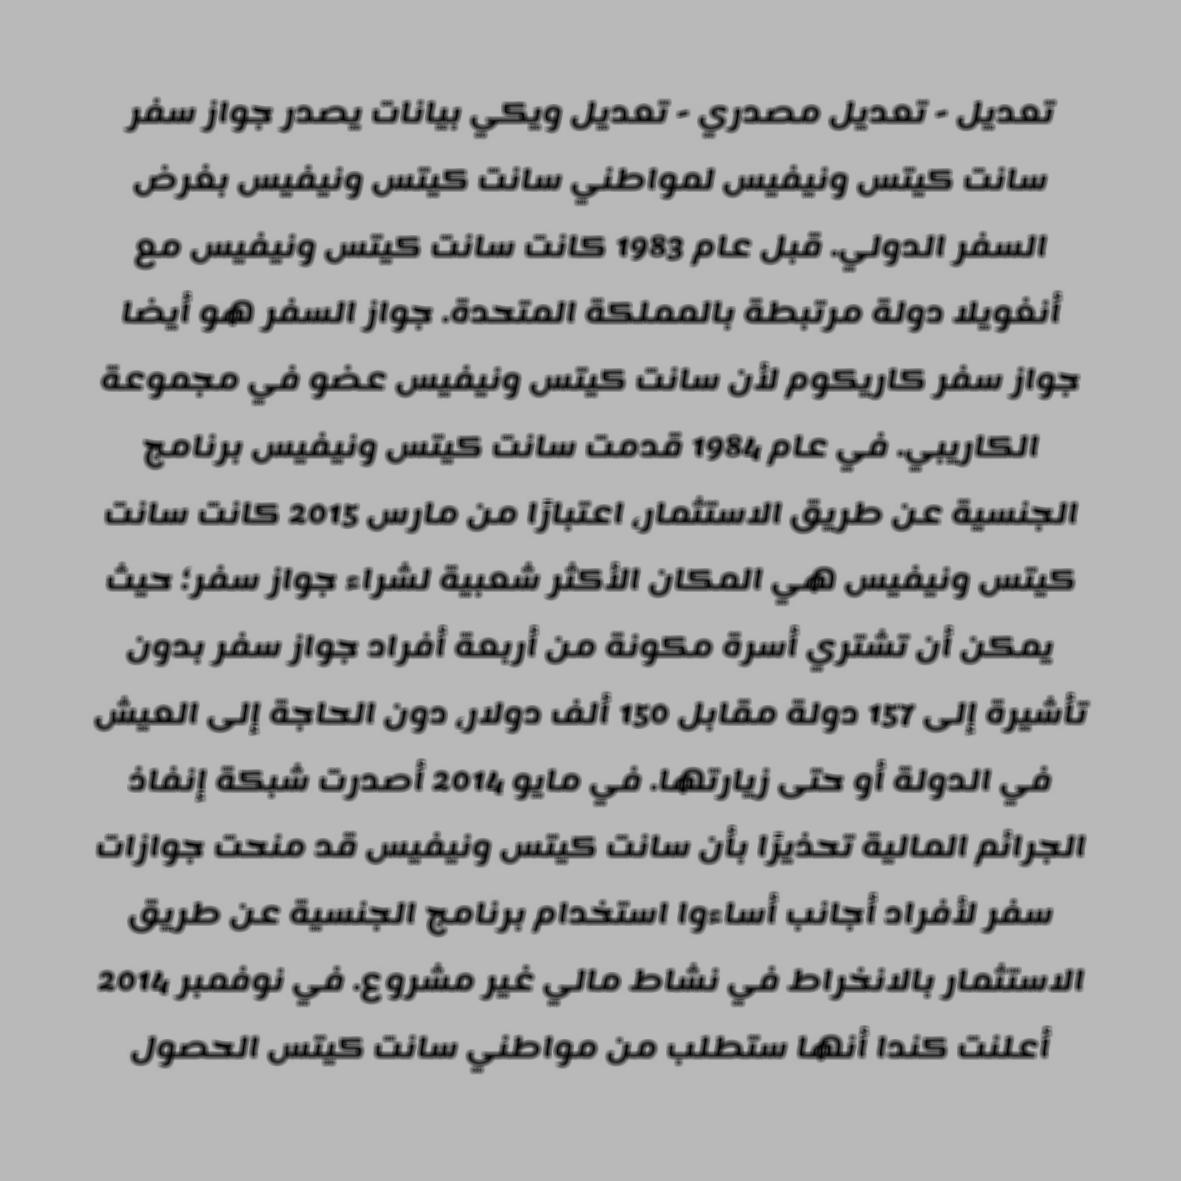 تعديل - تعديل مصدري - تعديل ويكي بيانات يصدر جواز سفر
سانت كيتس ونيفيس لمواطني سانت كيتس ونيفيس بغرض
السفر الدولي. قبل عام 1983 كانت سانت كيتس ونيفيس مع
أنغويلا دولة مرتبطة بالمملكة المتحدة. جواز السفر هو أيضا
جواز سفر كاريكوم لأن سانت كيتس ونيفيس عضو في مجموعة
الكاريبي. في عام 1984 قدمت سانت كيتس ونيفيس برنامج
الجنسية عن طريق الاستثمار، اعتبارًا من مارس 2015 كانت سانت
كيتس ونيفيس هي المكان الأكثر شعبية لشراء جواز سفر؛ حيث
يمكن أن تشتري أسرة مكونة من أربعة أفراد جواز سفر بدون
تأشيرة إلى 157 دولة مقابل 150 ألف دولار، دون الحاجة إلى العيش
في الدولة أو حتى زيارتها. في مايو 2014 أصدرت شبكة إنفاذ
الجرائم المالية تحذيرًا بأن سانت كيتس ونيفيس قد منحت جوازات
سفر لأفراد أجانب أساءوا استخدام برنامج الجنسية عن طريق
الاستثمار بالانخراط في نشاط مالي غير مشروع. في نوفمبر 2014
أعلنت كندا أنها ستطلب من مواطني سانت كيتس الحصول